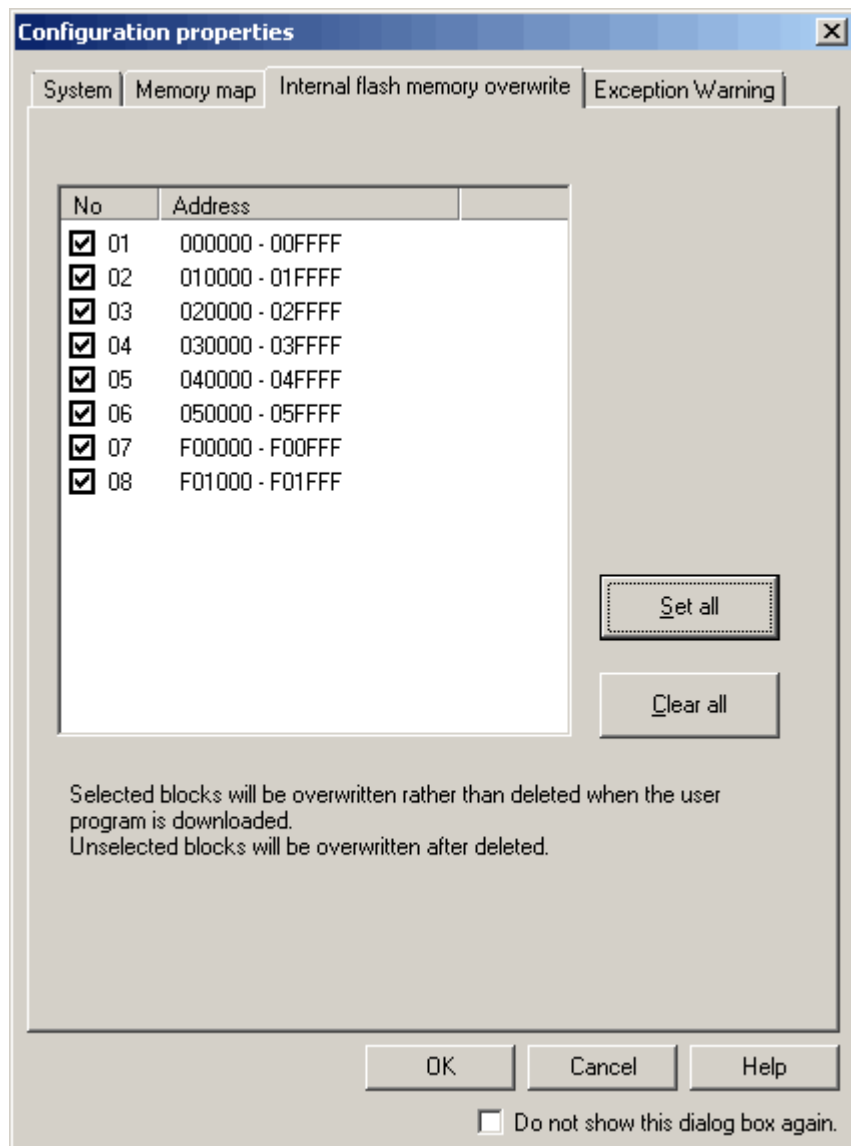 Configuration properties
System Memory map Internal flash memory overwrite Exception Warning
No Address
01 000000 - 00FFFF
02 010000 - 01FFFF
03 020000 - 02FFFF
04 030000 - 03FFFF
05 040000 - 04FFFF
06 050000 - 05FFFF
07 F00000 - F00FFF
08 F01000 - F01FFF
Set all
Clear all
Selected blocks will be overwritten rather than deleted when the user
program is downloaded.
Unselected blocks will be overwritten after deleted.
OK Cancel Help
Do not show this dialog box again.